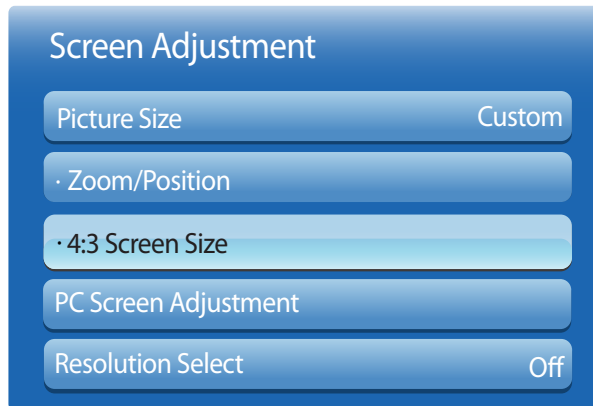 Screen Adjustment
Picture Size Custom
· Zoom/Position
· 4:3 Screen Size
PC Screen Adjustment
Resolution Select Off